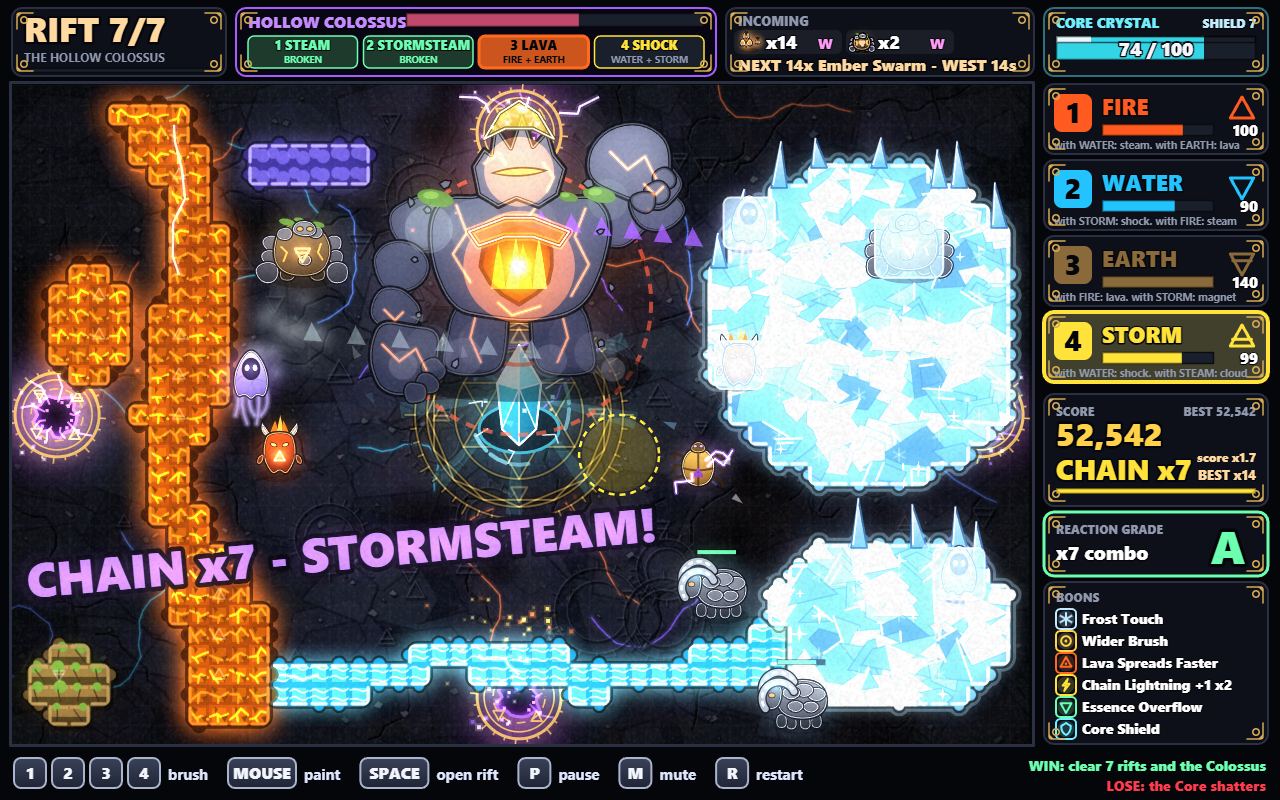 RIFT 7/7
THE HOLLOW COLOSSUS
HOLLOW COLOSSUS
1 STEAM
BROKEN
2 STORMSTEAM
BROKEN
3 LAVA
FIRE + EARTH
4 SHOCK
WATER + STORM
INCOMING
x14 W x2 W
NEXT 14x Ember Swarm - WEST 14s
CORE CRYSTAL SHIELD 7
74 / 100
1 FIRE
100
with WATER: steam. with EARTH: lava
2 WATER
90
with STORM: shock. with FIRE: steam
3 EARTH
140
with FIRE: lava. with STORM: magnet
4 STORM
99
with WATER: shock. with STEAM: cloud
SCORE BEST 52,542
52,542
score x1.7
CHAIN x7
BEST x14
REACTION GRADE
x7 combo
A
BOONS
Frost Touch
Wider Brush
Lava Spreads Faster
Chain Lightning +1 x2
Essence Overflow
Core Shield
CHAIN x7 - STORMSTEAM!
1 2 3 4 brush MOUSE paint SPACE open rift P pause M mute R restart
WIN: clear 7 rifts and the Colossus
LOSE: the Core shatters